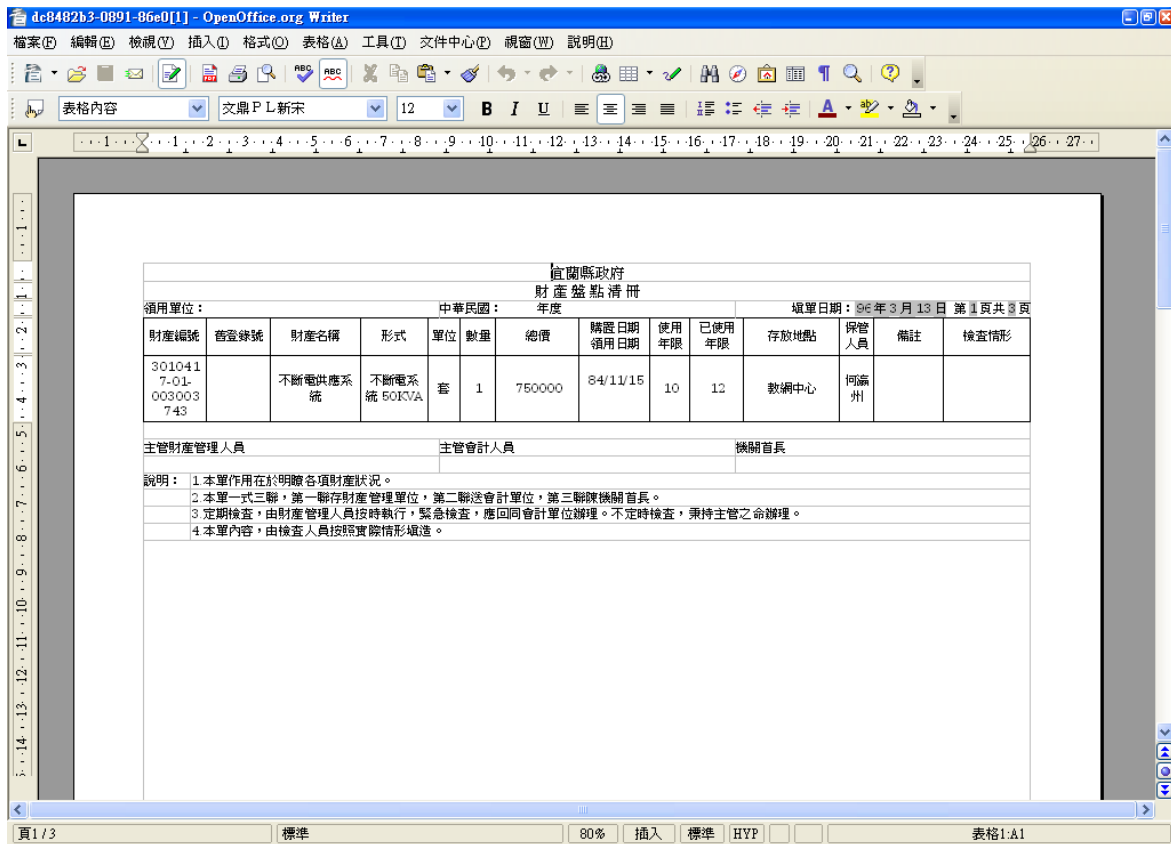 dc8482b3-0891-86e0[1] - OpenOffice.org Writer
檔案(F) 編輯(E) 檢視(V) 插入(I) 格式(O) 表格(A) 工具(T) 文件中心(P) 視窗(W) 說明(H)
表格內容 文鼎ＰＬ新宋 12 B I U
宜蘭縣政府
財產盤點清冊
領用單位： 中華民國： 年度 填單日期：96年3月13日 第1頁共3頁
財產編號 舊登錄號 財產名稱 形式 單位 數量 總價 購置日期 領用日期 使用年限 已使用年限 存放地點 保管人員 備註 檢查情形
3010417-01-003003743 不斷電供應系統 不斷電系統 50KVA 套 1 750000 84/11/15 10 12 教網中心 何瀛州
主管財產管理人員 主管會計人員 機關首長
說明： 1.本單作用在於明瞭各項財產狀況。
2.本單一式三聯，第一聯存財產管理單位，第二聯送會計單位，第三聯陳機關首長。
3.定期檢查，由財產管理人員按時執行，緊急檢查，應回同會計單位辦理。不定時檢查，秉持主管之命辦理。
4.本單內容，由檢查人員按照實際情形填造。
頁1/3 標準 80% 插入 標準 HYP 表格1:A1